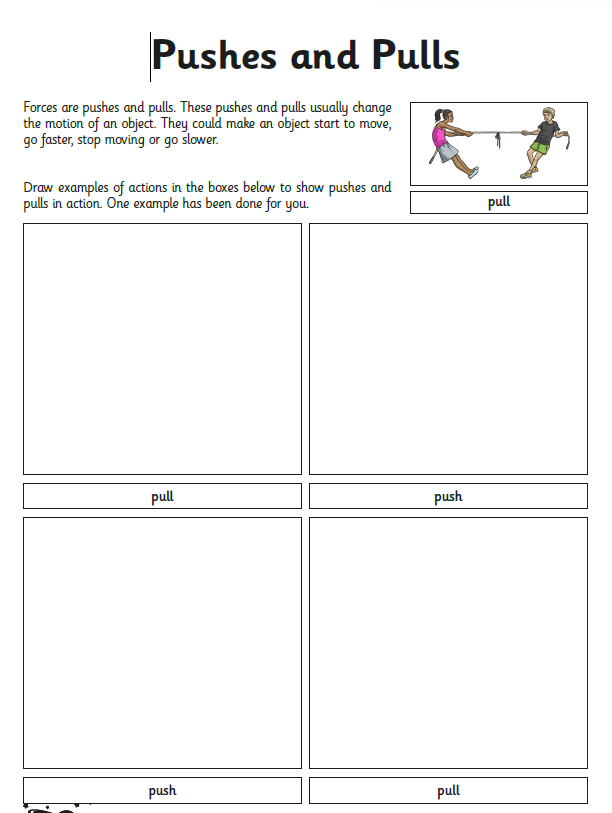 Pushes and Pulls
Forces are pushes and pulls. These pushes and pulls usually change
the motion of an object. They could make an object start to move,
go faster, stop moving or go slower.
Draw examples of actions in the boxes below to show pushes and
pulls in action. One example has been done for you.
pull
pull
push
push
pull